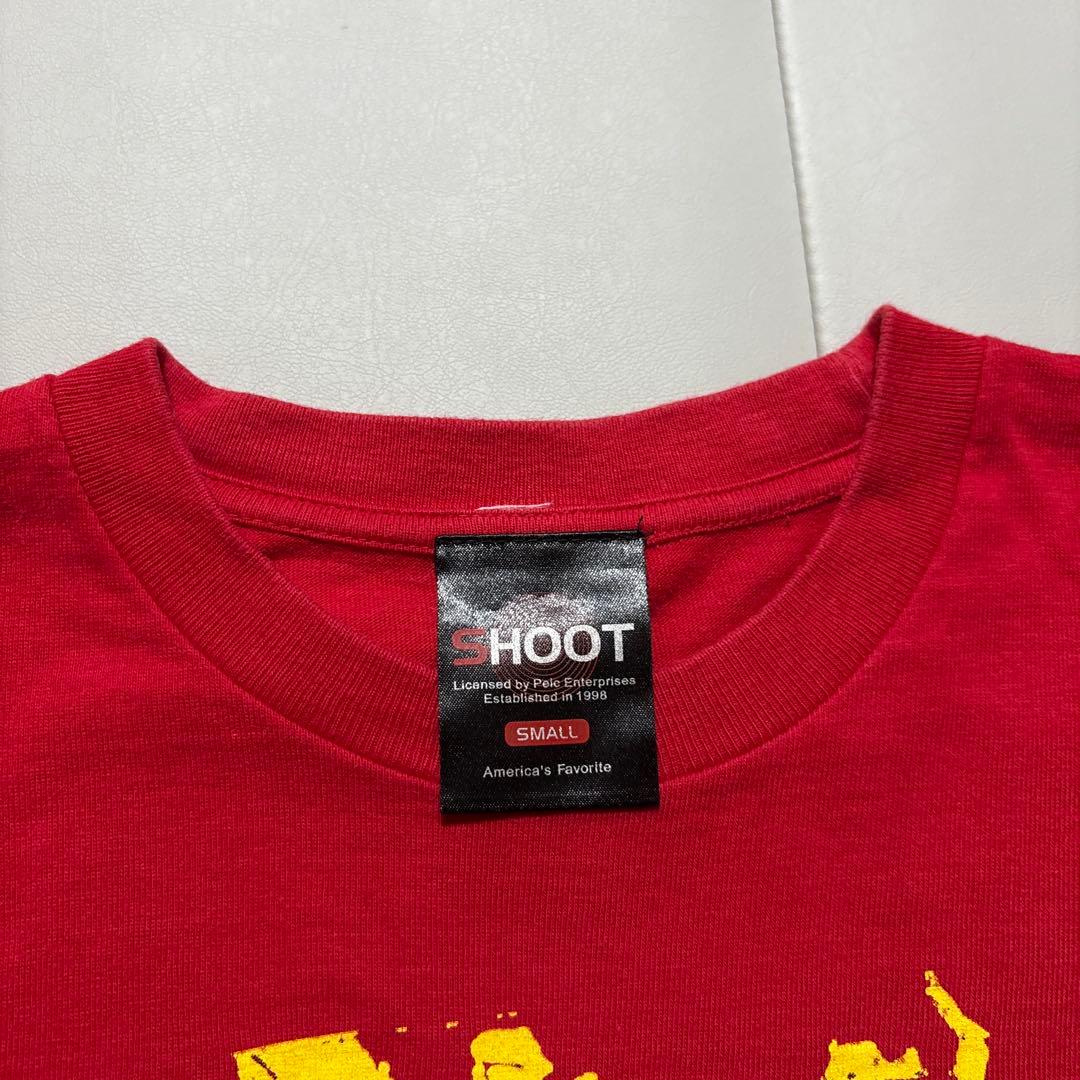 SHOOT
Licensed by Pelc Enterprises
Established in 1998
SMALL
America's Favorite